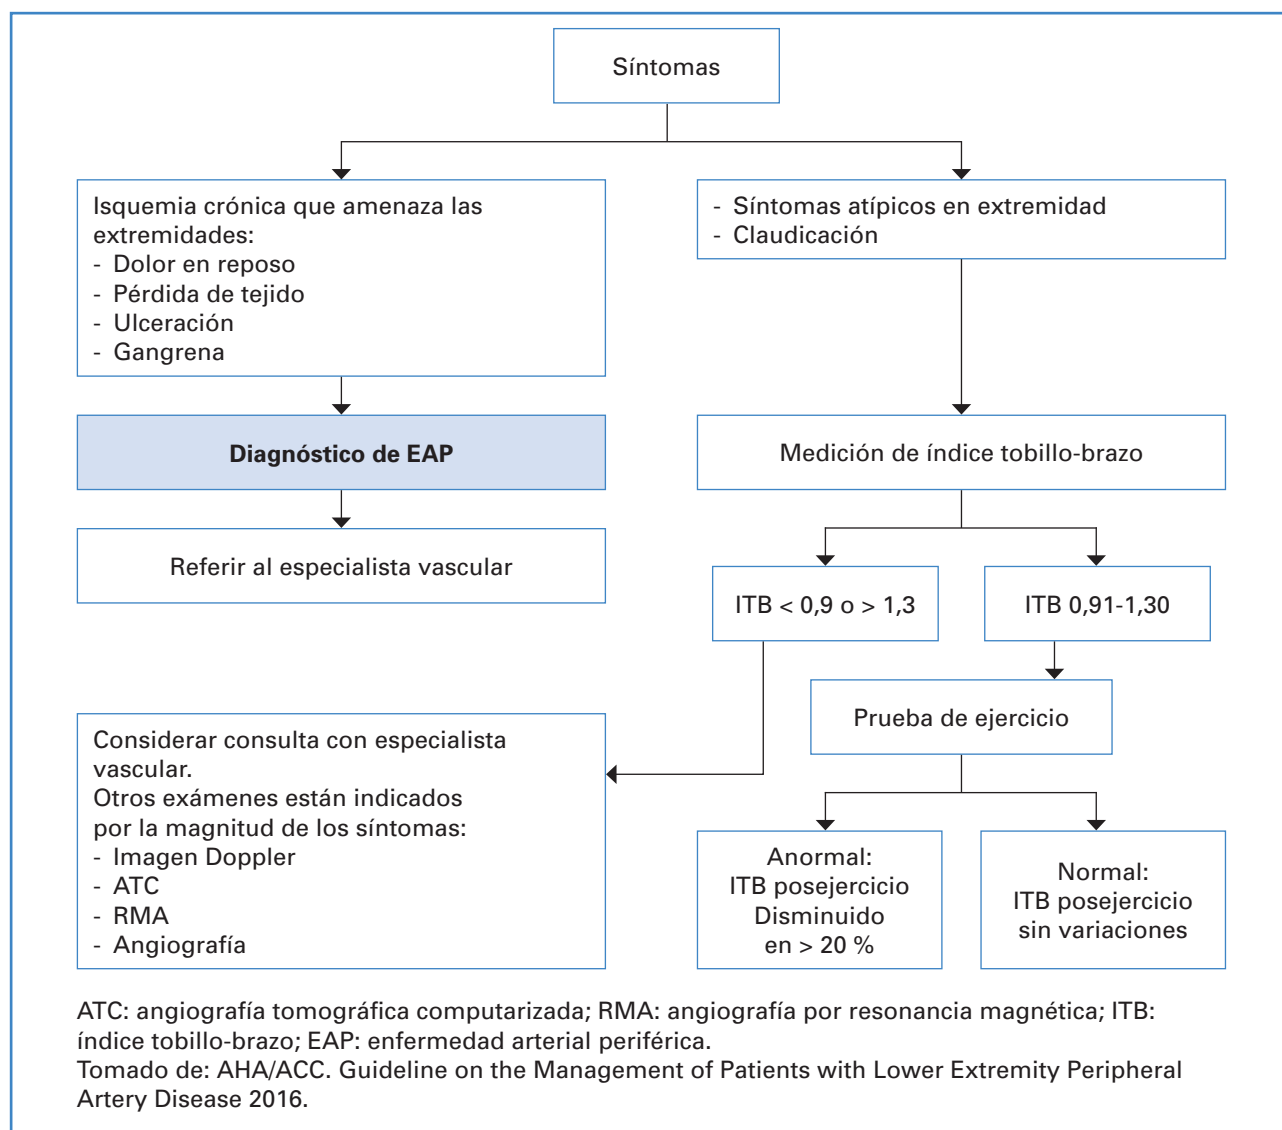 Síntomas
Isquemia crónica que amenaza las
extremidades:
- Dolor en reposo
- Pérdida de tejido
- Ulceración
- Gangrena
- Síntomas atípicos en extremidad
- Claudicación
Diagnóstico de EAP
Medición de índice tobillo-brazo
Referir al especialista vascular
ITB < 0,9 o > 1,3
ITB 0,91-1,30
Prueba de ejercicio
Considerar consulta con especialista
vascular.
Otros exámenes están indicados
por la magnitud de los síntomas:
- Imagen Doppler
- ATC
- RMA
- Angiografía
Anormal:
ITB posejercicio
Disminuido
en > 20 %
Normal:
ITB posejercicio
sin variaciones
ATC: angiografía tomográfica computarizada; RMA: angiografía por resonancia magnética; ITB:
índice tobillo-brazo; EAP: enfermedad arterial periférica.
Tomado de: AHA/ACC. Guideline on the Management of Patients with Lower Extremity Peripheral
Artery Disease 2016.